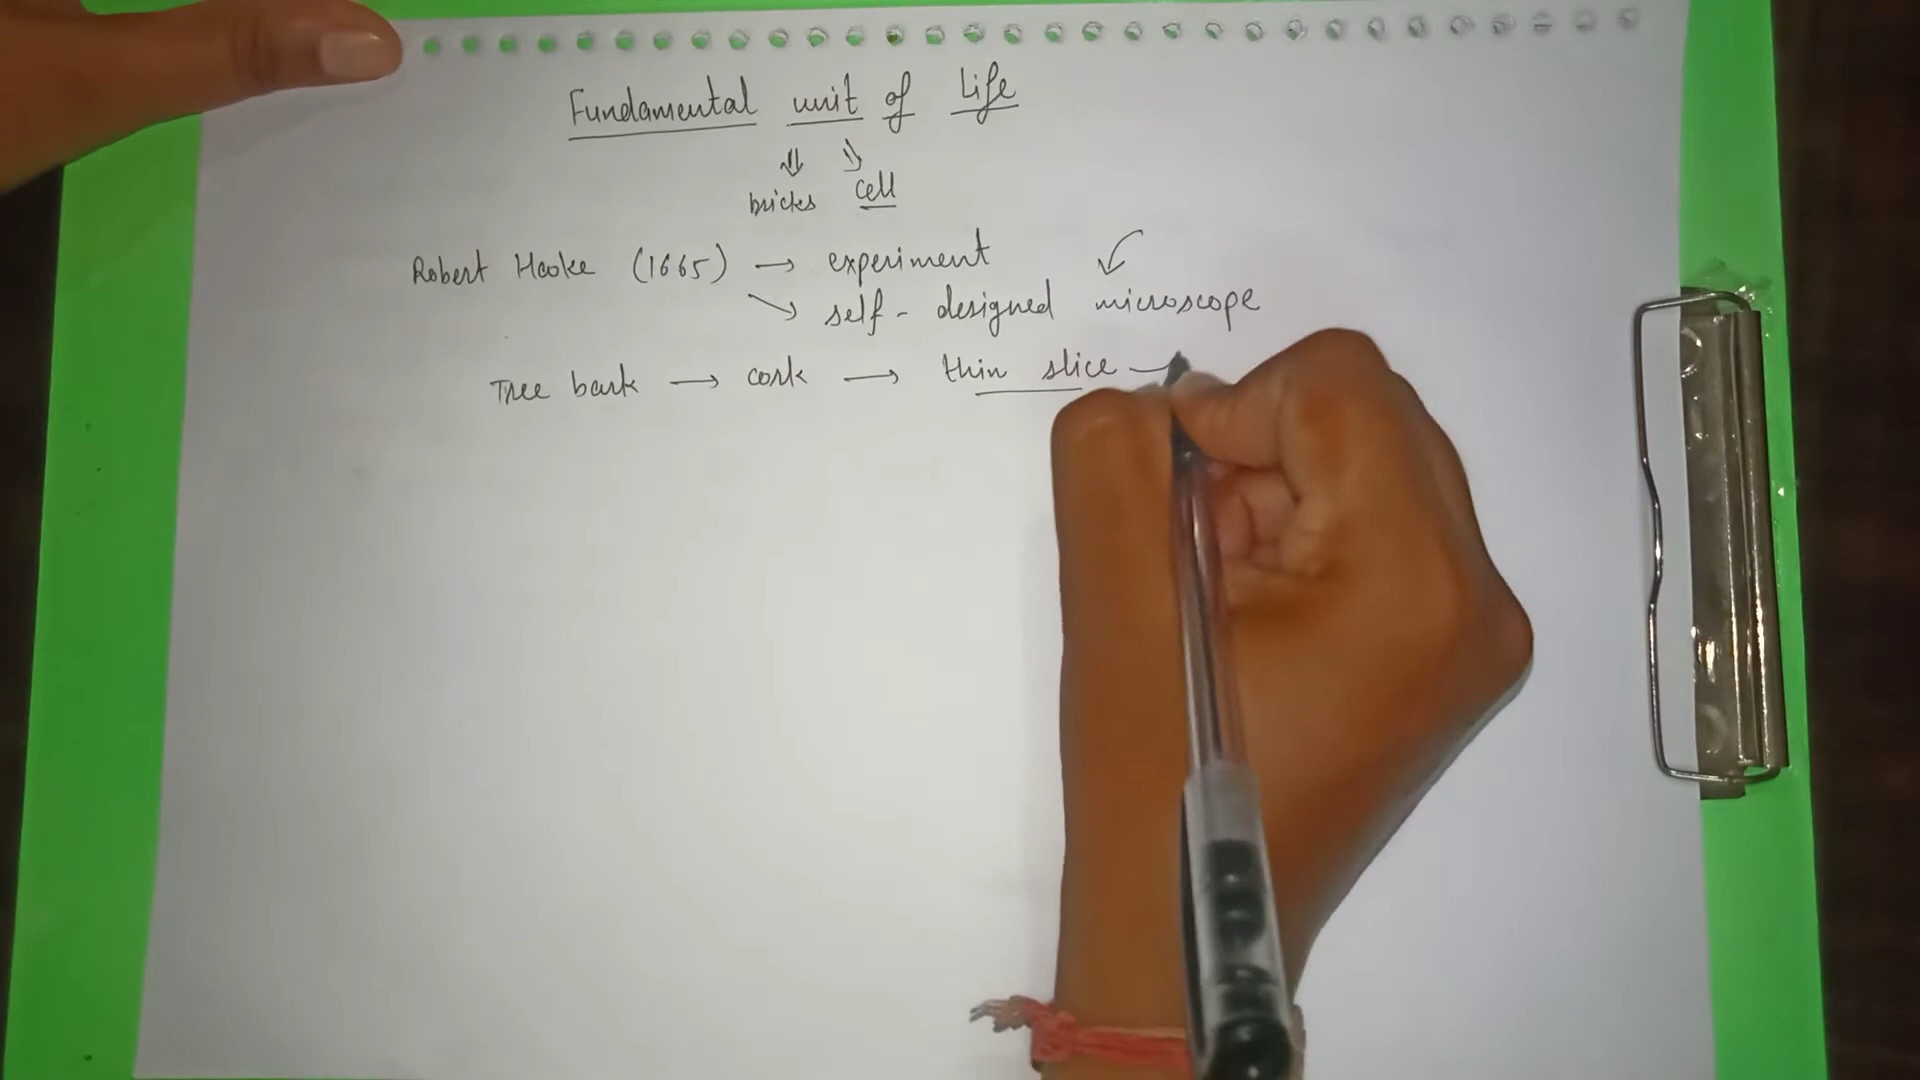 Fundamental unit of Life
⇓ ⇓
bricks cell
Robert Hooke (1665) → experiment
↘ self - designed microscope
Tree bark → cork → thin slice